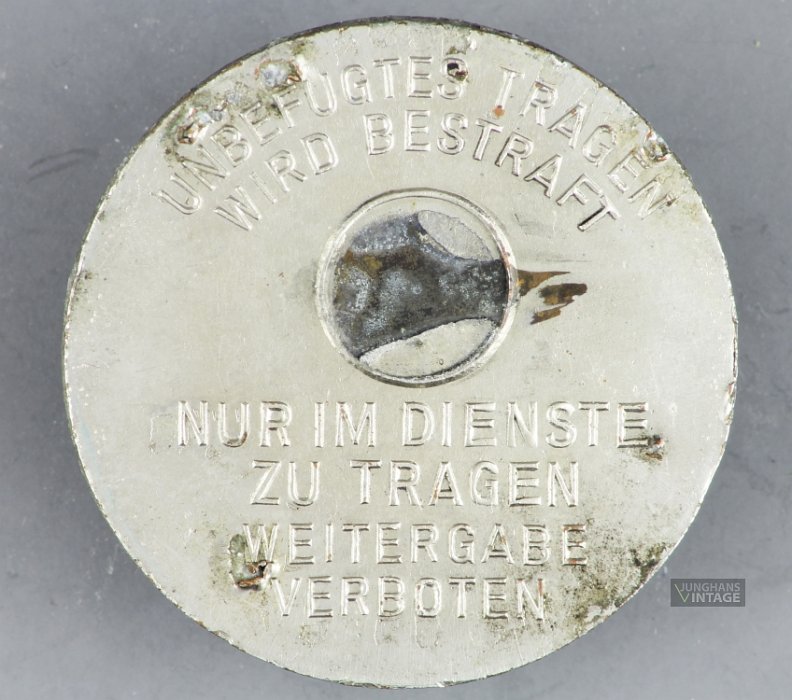 UNBEFUGTES TRAGEN
WIRD BESTRAFT
NUR IM DIENSTE
ZU TRAGEN
WEITERGABE
VERBOTEN
JUNGHANS
VINTAGE